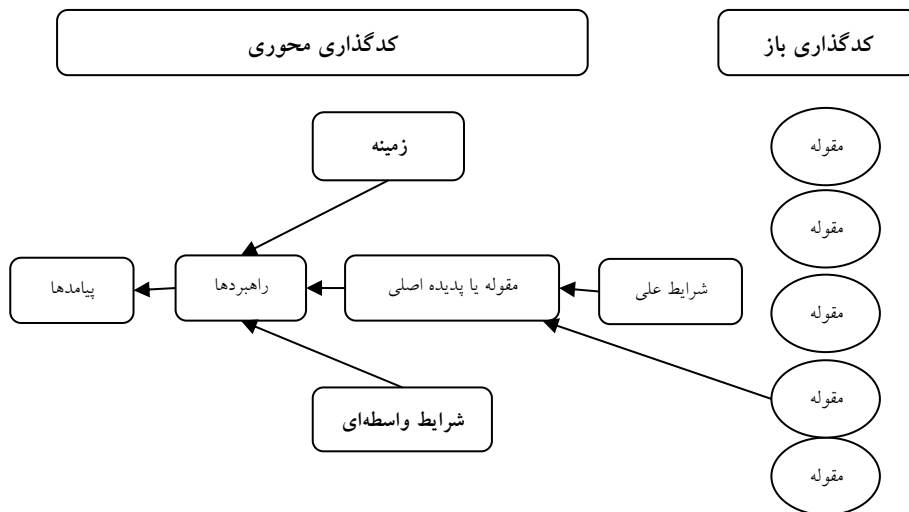 کدگذاری باز
کدگذاری محوری
مقوله
زمینه
مقوله
شرایط علی
مقوله یا پدیده اصلی
راهبردها
پیامدها
مقوله
مقوله
شرایط واسطه‌ای
مقوله